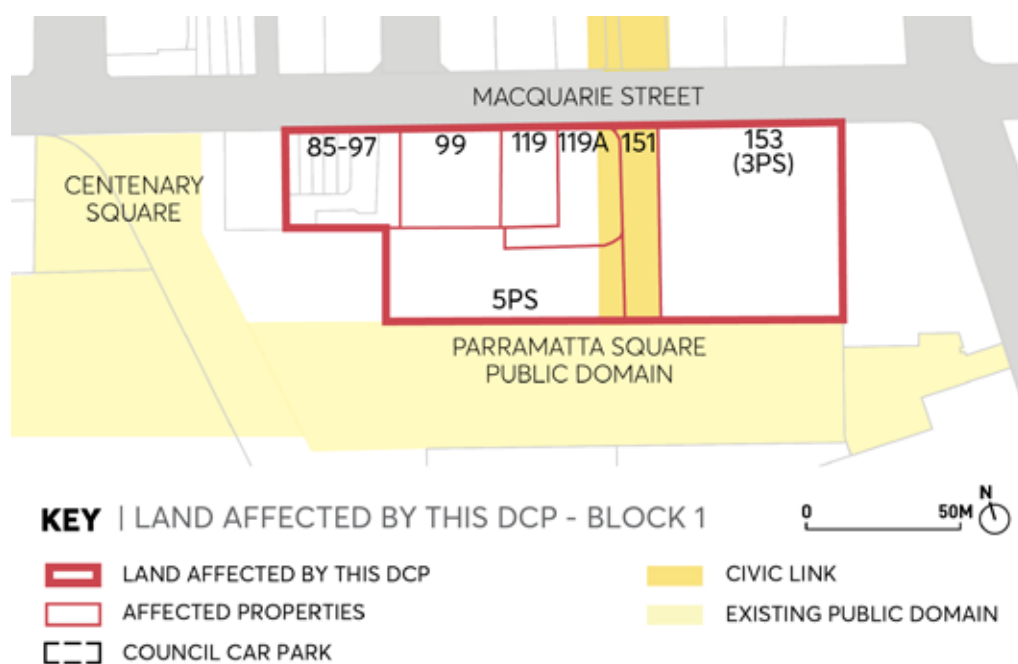 MACQUARIE STREET
85-97 99 119 119A 151 153
(3PS)
CENTENARY
SQUARE
5PS
PARRAMATTA SQUARE
PUBLIC DOMAIN
KEY | LAND AFFECTED BY THIS DCP - BLOCK 1
0 50M N
LAND AFFECTED BY THIS DCP
CIVIC LINK
AFFECTED PROPERTIES
EXISTING PUBLIC DOMAIN
COUNCIL CAR PARK